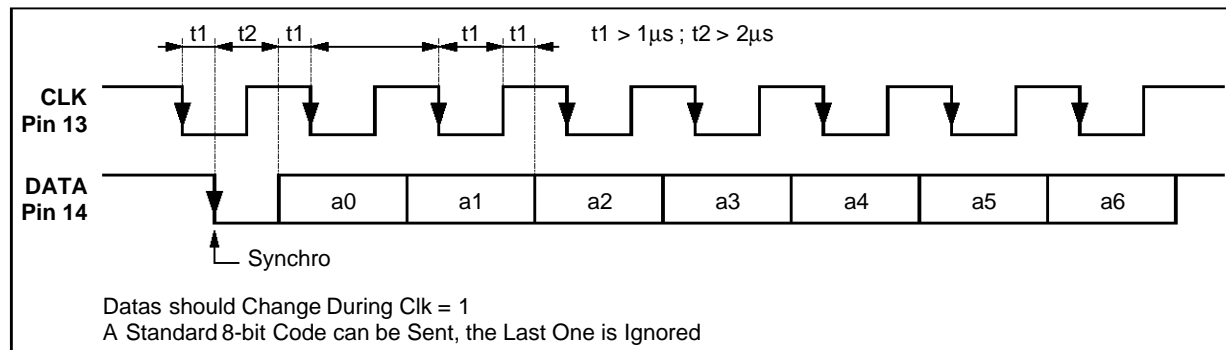 t1 t2 t1 t1 t1 t1 > 1µs ; t2 > 2µs
CLK
Pin 13
DATA
Pin 14
a0 a1 a2 a3 a4 a5 a6
Synchro
Datas should Change During Clk = 1
A Standard 8-bit Code can be Sent, the Last One is Ignored